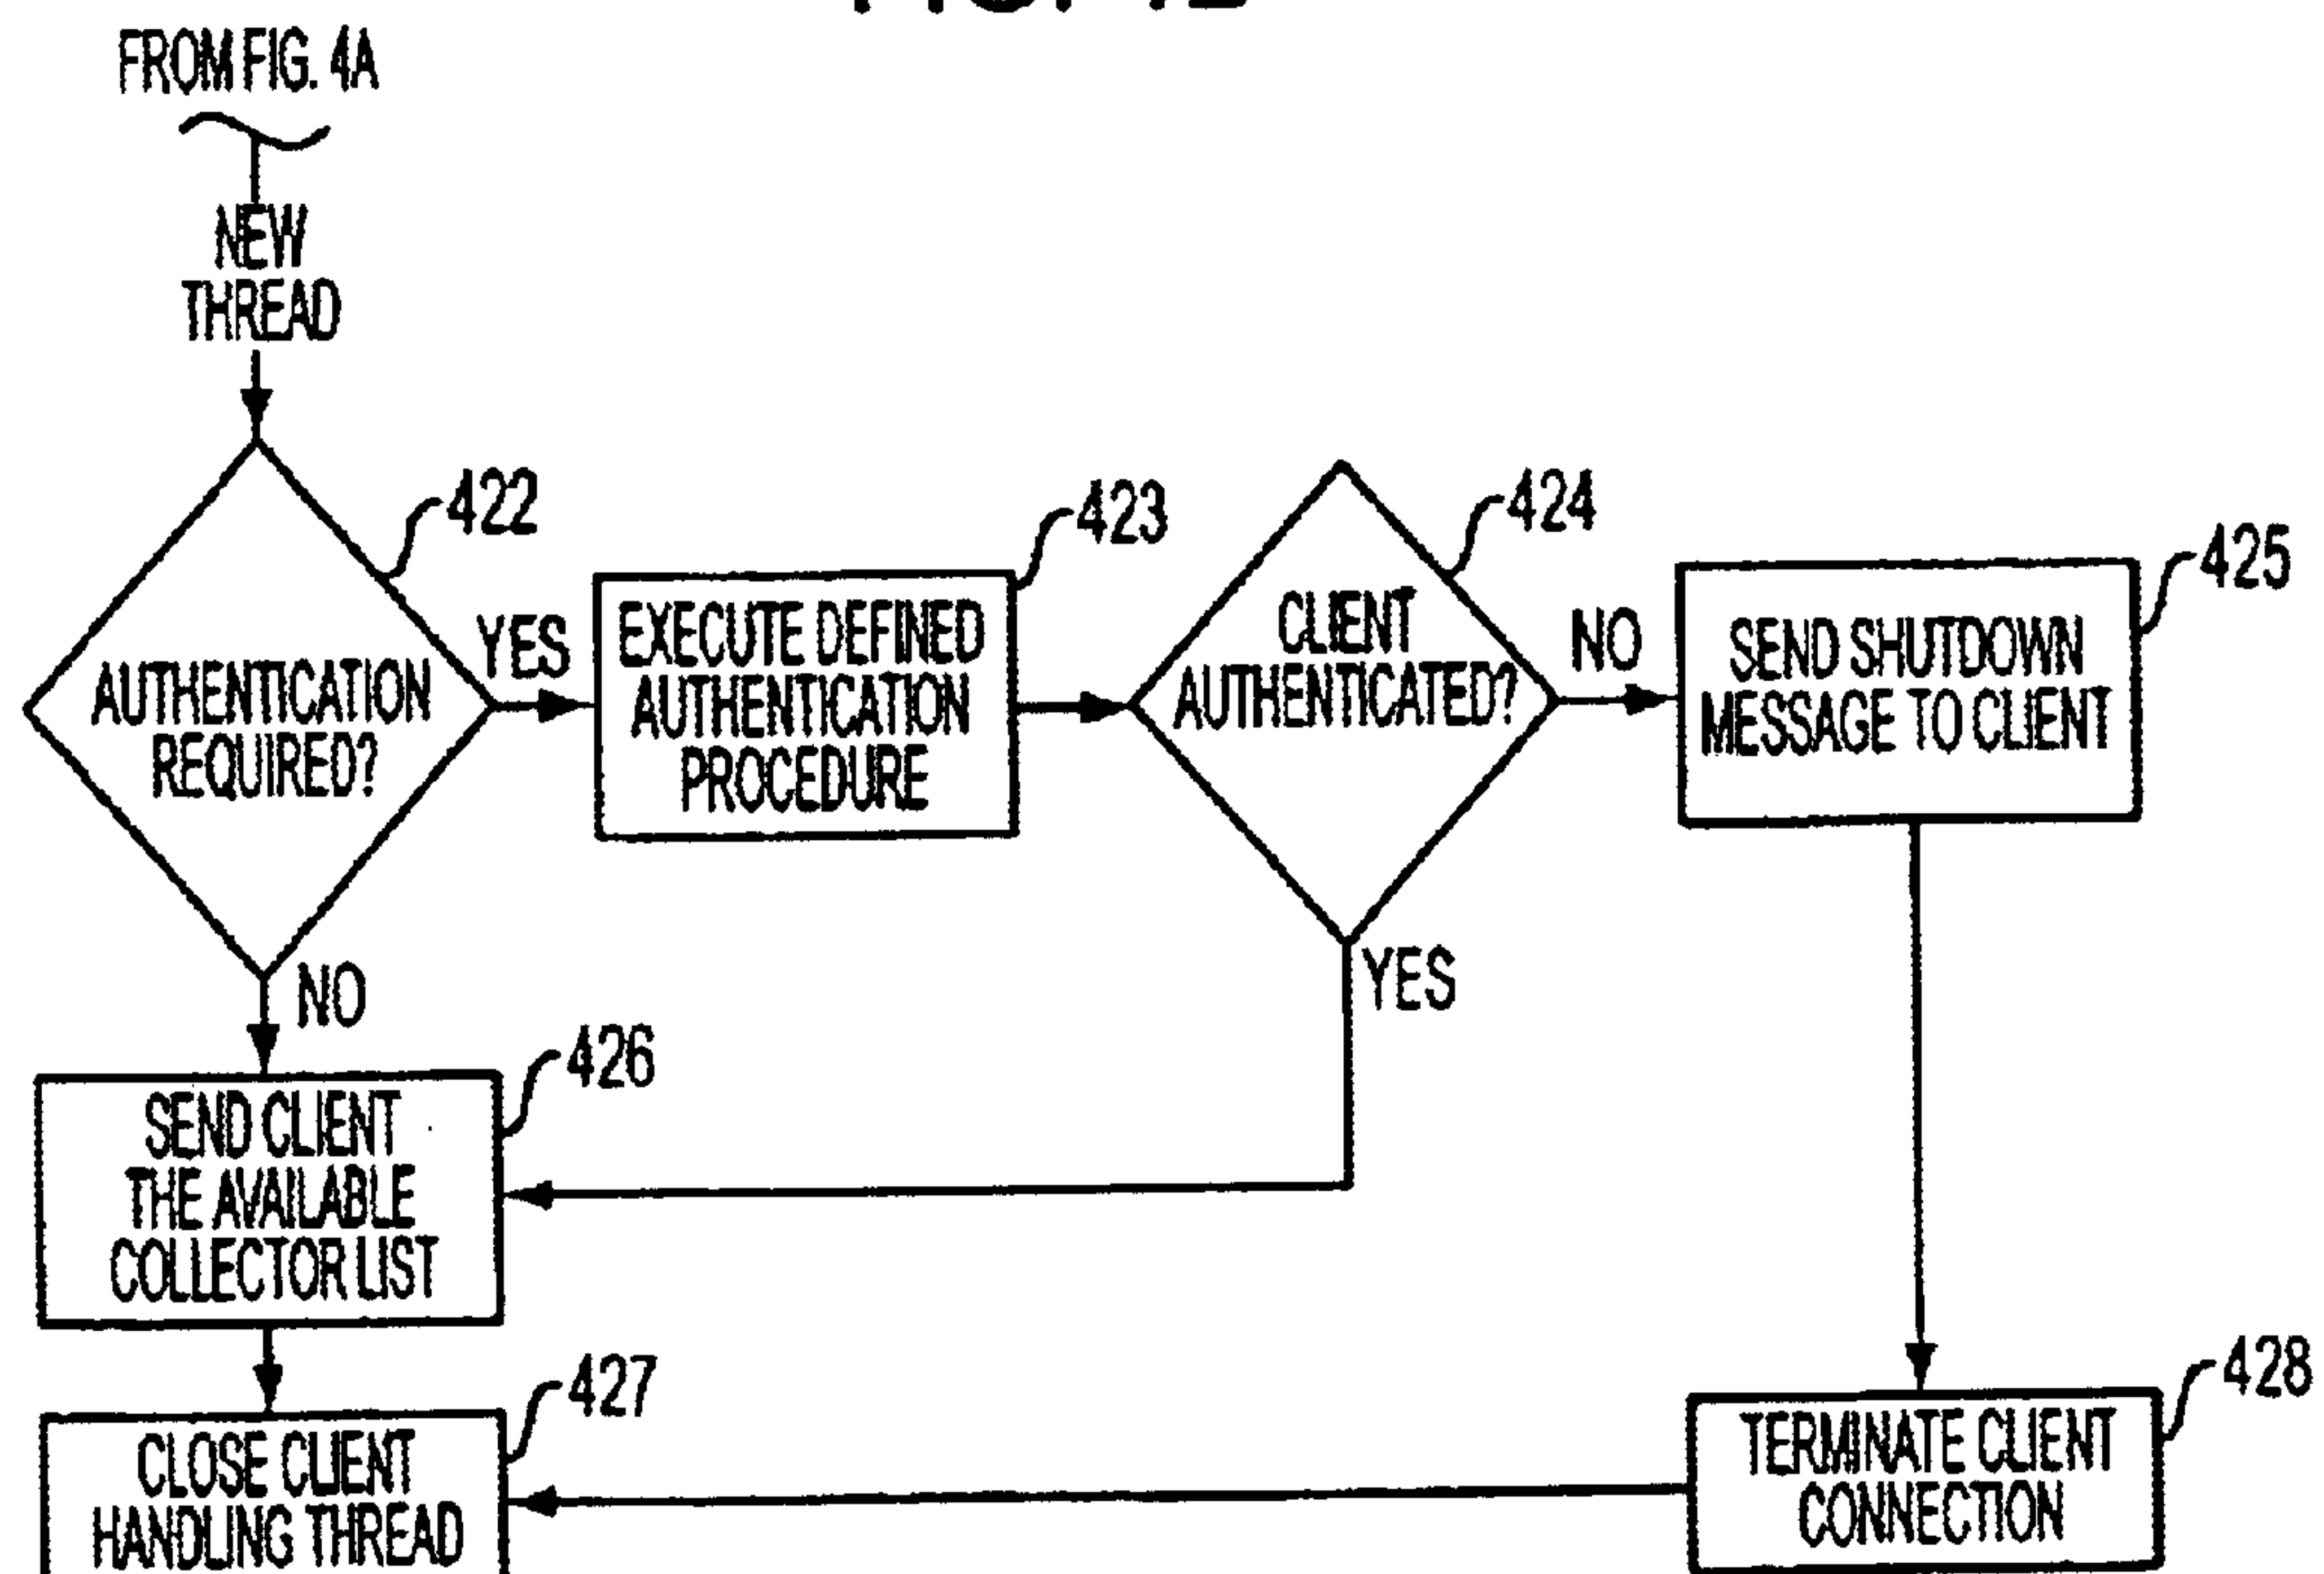 FROM FIG. 4A
NEW
THREAD
422
AUTHENTICATION
REQUIRED?
YES
423
EXECUTE DEFINED
AUTHENTICATION
PROCEDURE
424
CLIENT
AUTHENTICATED?
NO
425
SEND SHUTDOWN
MESSAGE TO CLIENT
NO
YES
426
SEND CLIENT
THE AVAILABLE
COLLECTOR LIST
427
CLOSE CLIENT
HANDLING THREAD
428
TERMINATE CLIENT
CONNECTION